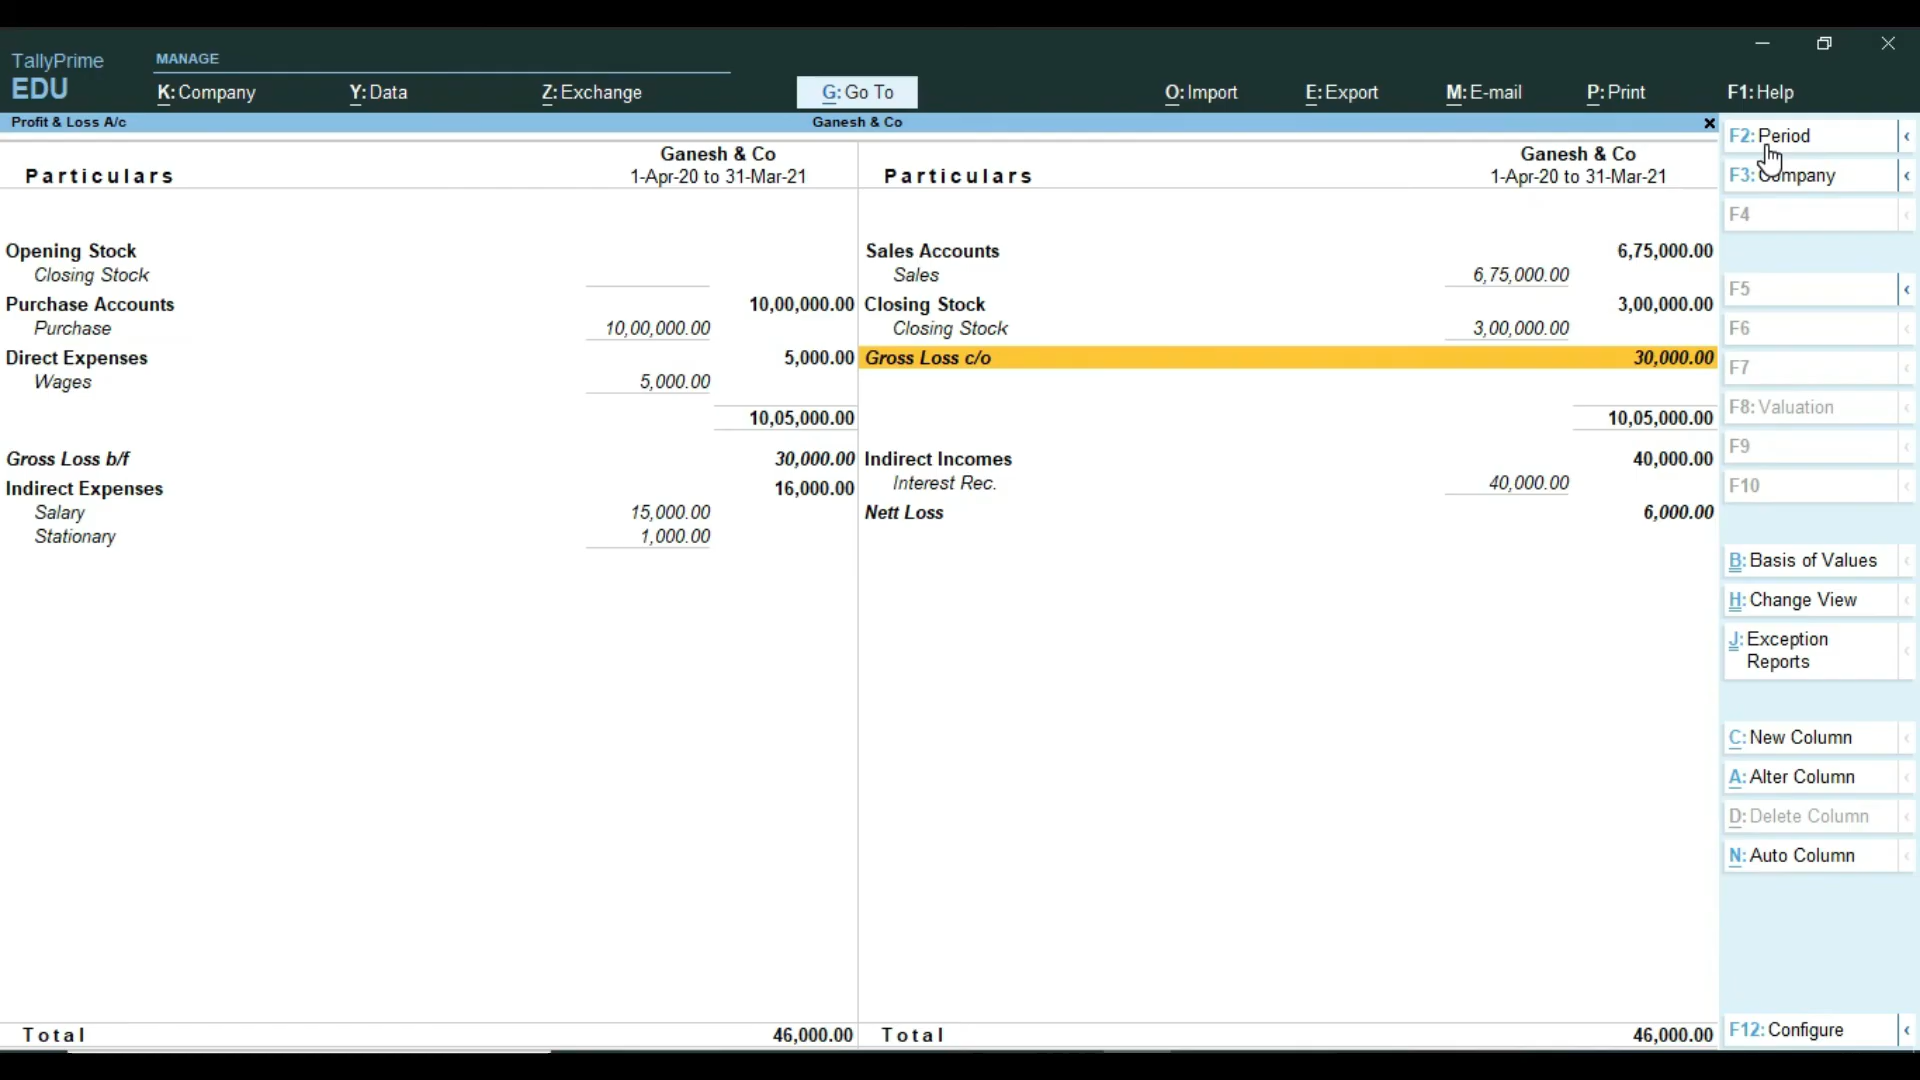 TallyPrime
EDU
MANAGE
K: Company
Y: Data
Z: Exchange
G: Go To
O: Import
E: Export
M: E-mail
P: Print
F1: Help
Profit & Loss A/c
Ganesh & Co
Particulars
Ganesh & Co
1-Apr-20 to 31-Mar-21
Opening Stock
Closing Stock
Purchase Accounts 10,00,000.00
Purchase 10,00,000.00
Direct Expenses 5,000.00
Wages 5,000.00
10,05,000.00
Gross Loss b/f 30,000.00
Indirect Expenses 16,000.00
Salary 15,000.00
Stationary 1,000.00
Total 46,000.00
Particulars
Ganesh & Co
1-Apr-20 to 31-Mar-21
Sales Accounts 6,75,000.00
Sales 6,75,000.00
Closing Stock 3,00,000.00
Closing Stock 3,00,000.00
Gross Loss c/o 30,000.00
10,05,000.00
Indirect Incomes 40,000.00
Interest Rec. 40,000.00
Nett Loss 6,000.00
Total 46,000.00
F2: Period
F3: Company
F4
F5
F6
F7
F8: Valuation
F9
F10
B: Basis of Values
H: Change View
J: Exception
Reports
C: New Column
A: Alter Column
D: Delete Column
N: Auto Column
F12: Configure